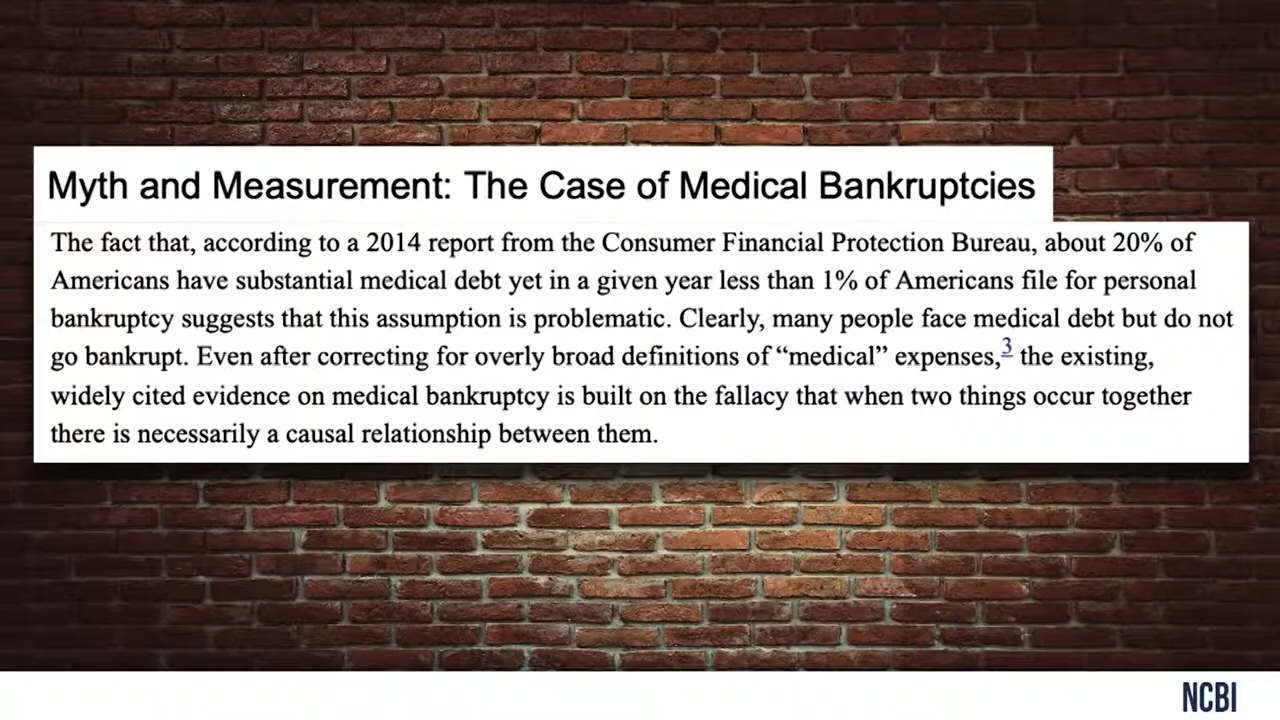 Myth and Measurement: The Case of Medical Bankruptcies
The fact that, according to a 2014 report from the Consumer Financial Protection Bureau, about 20% of
Americans have substantial medical debt yet in a given year less than 1% of Americans file for personal
bankruptcy suggests that this assumption is problematic. Clearly, many people face medical debt but do not
go bankrupt. Even after correcting for overly broad definitions of “medical” expenses,3 the existing,
widely cited evidence on medical bankruptcy is built on the fallacy that when two things occur together
there is necessarily a causal relationship between them.
NCBI